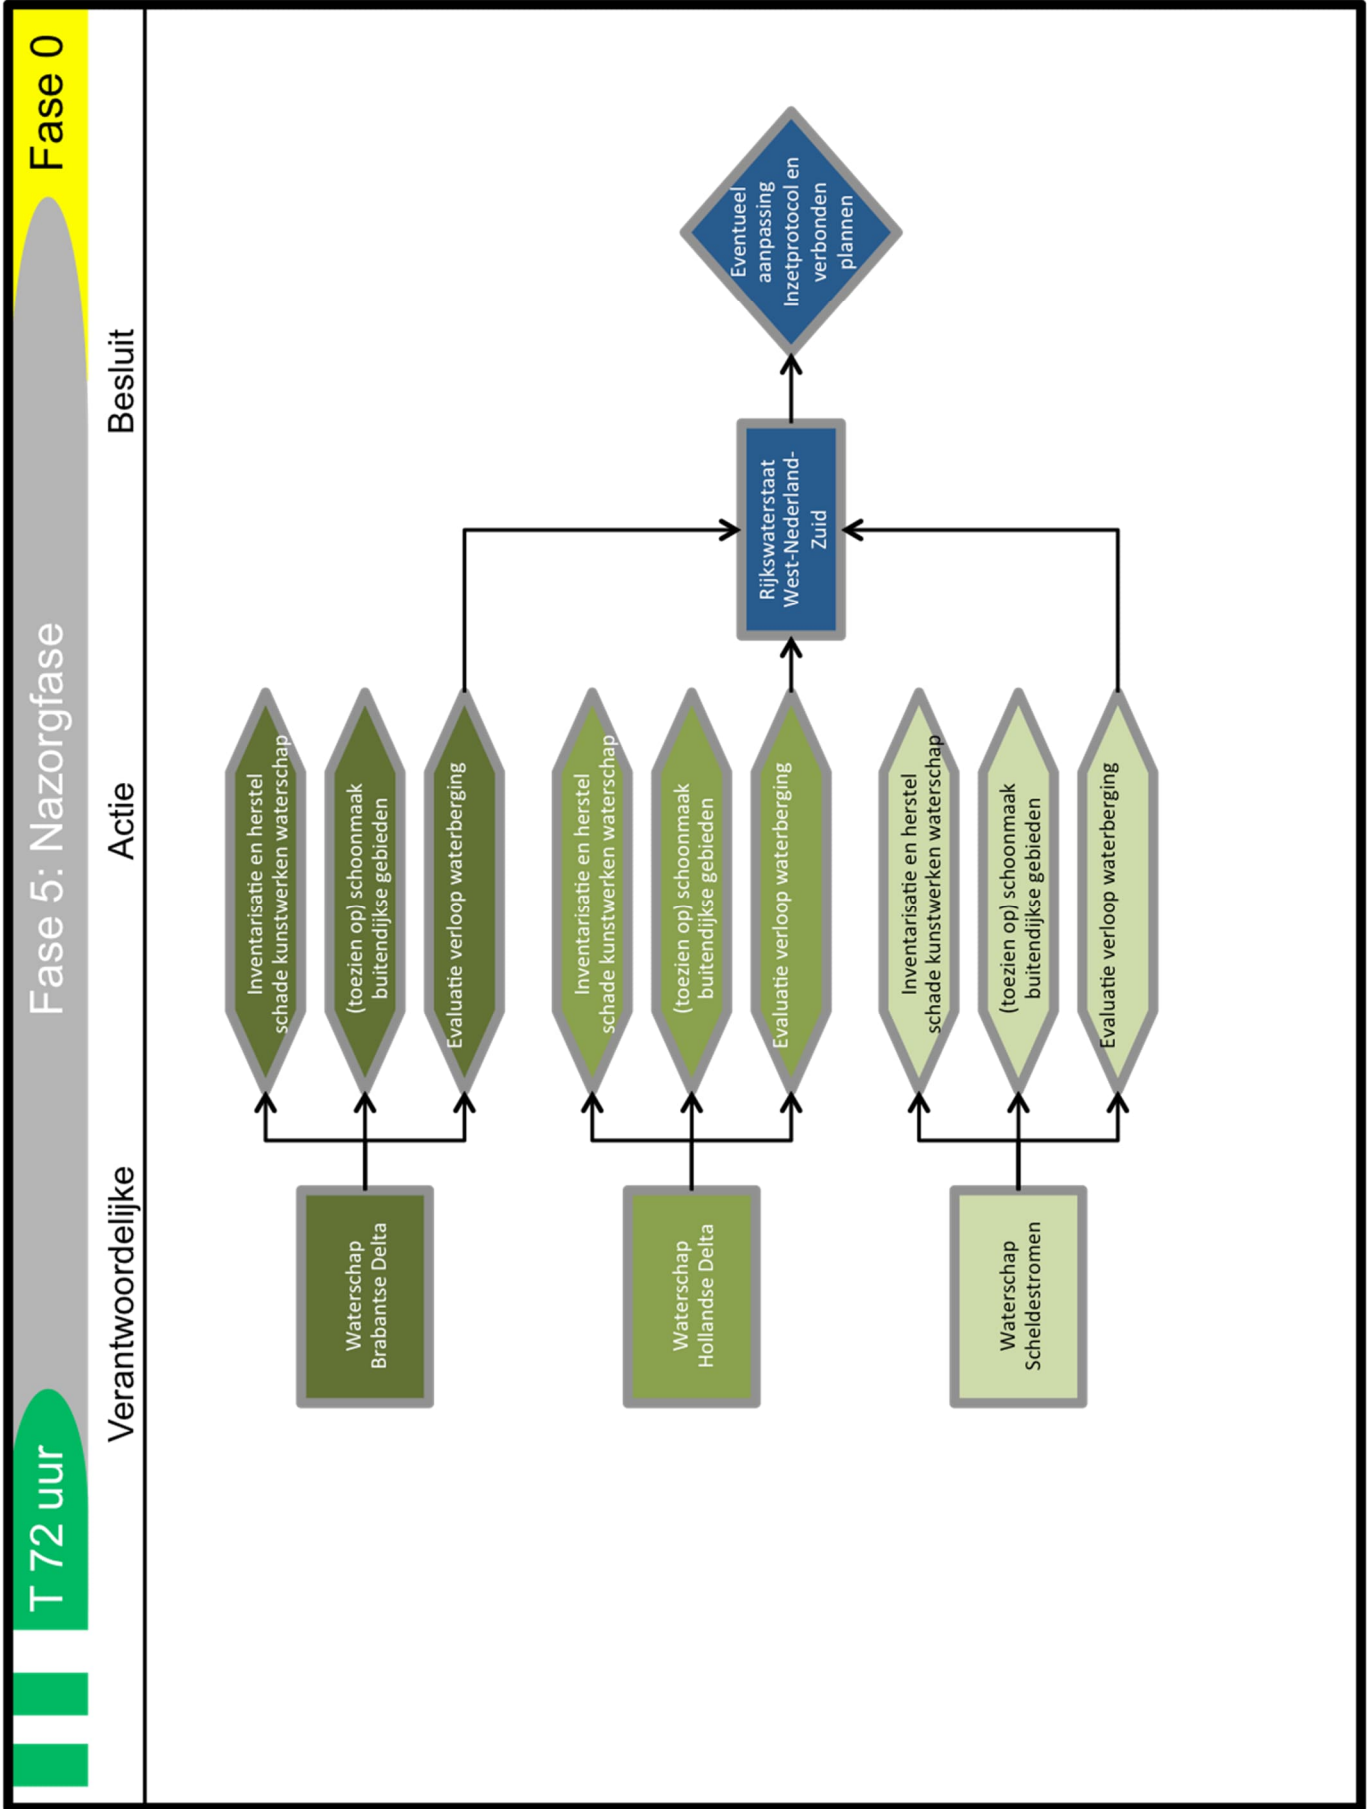 T 72 uur
Fase 5: Nazorgfase
Fase 0
Verantwoordelijke
Actie
Besluit
Waterschap
Brabantse Delta
Inventarisatie en herstel
schade kunstwerken waterschap
(toezien op) schoonmaak
buitendijkse gebieden
Evaluatie verloop waterberging
Waterschap
Hollandse Delta
Inventarisatie en herstel
schade kunstwerken waterschap
(toezien op) schoonmaak
buitendijkse gebieden
Evaluatie verloop waterberging
Waterschap
Scheldestromen
Inventarisatie en herstel
schade kunstwerken waterschap
(toezien op) schoonmaak
buitendijkse gebieden
Evaluatie verloop waterberging
Rijkswaterstaat
West-Nederland-
Zuid
Eventueel
aanpassing
Inzetprotocol en
verbonden
plannen